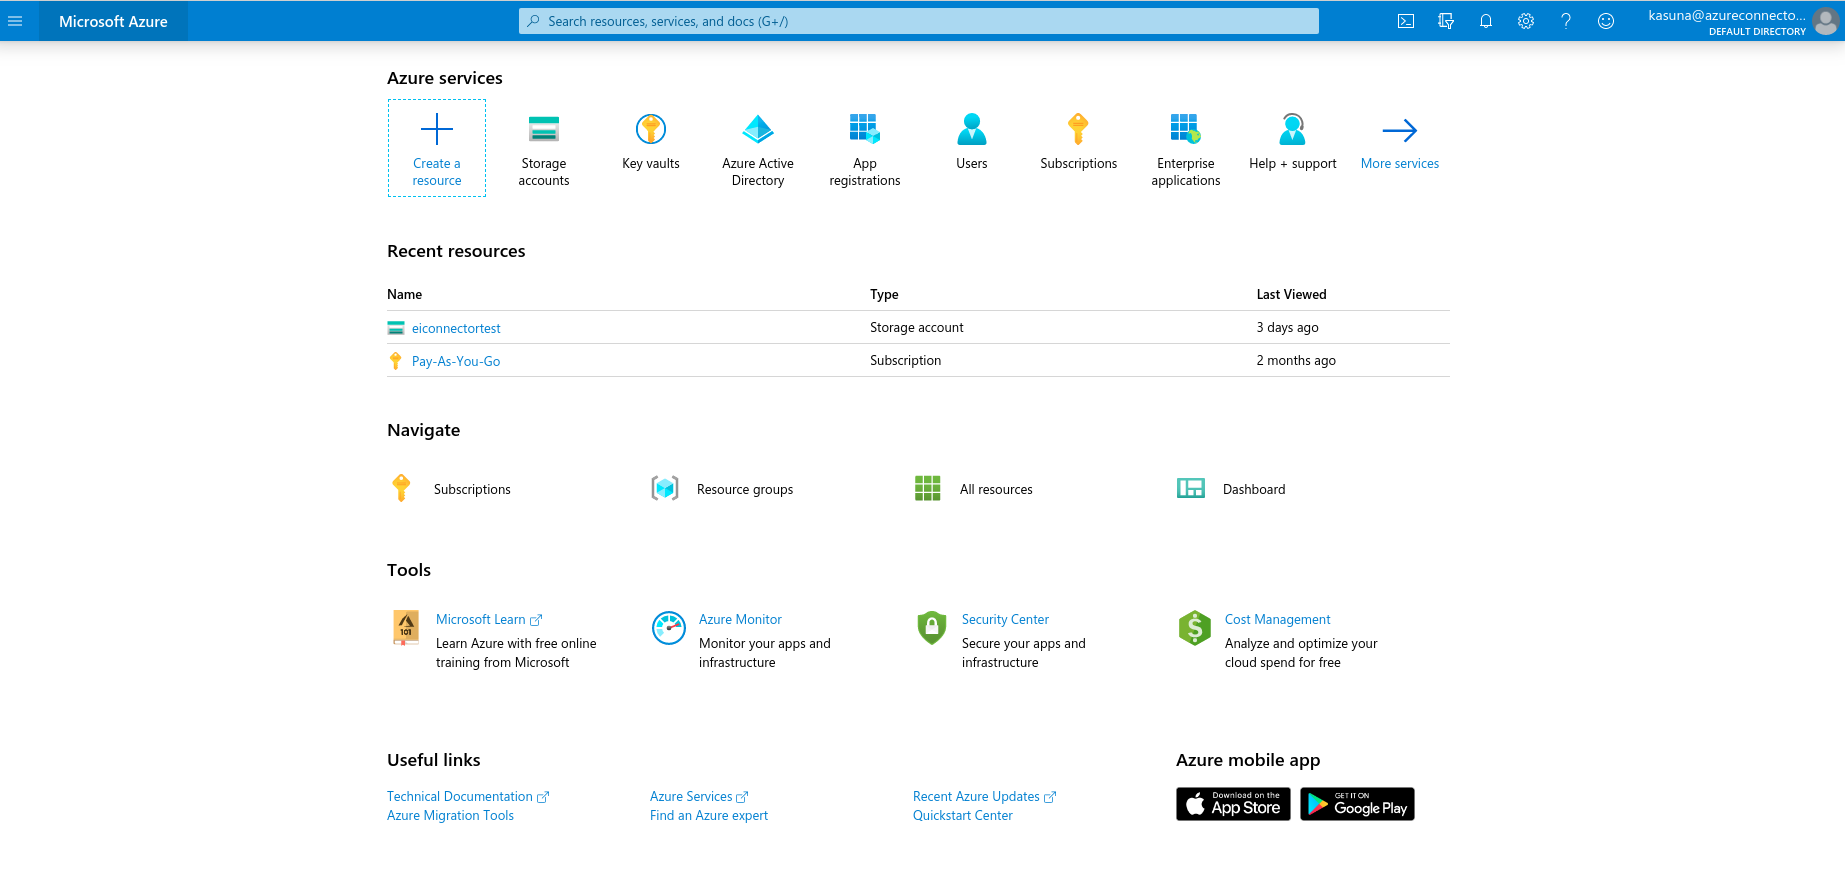 Microsoft Azure
Search resources, services, and docs (G+/)
kasuna@azureconnecto...
DEFAULT DIRECTORY
Azure services
Create a
resource
Storage
accounts
Key vaults
Azure Active
Directory
App
registrations
Users
Subscriptions
Enterprise
applications
Help + support
More services
Recent resources
Name Type Last Viewed
eiconnectortest Storage account 3 days ago
Pay-As-You-Go Subscription 2 months ago
Navigate
Subscriptions
Resource groups
All resources
Dashboard
Tools
101
Microsoft Learn
Learn Azure with free online
training from Microsoft
Azure Monitor
Monitor your apps and
infrastructure
Security Center
Secure your apps and
infrastructure
$
Cost Management
Analyze and optimize your
cloud spend for free
Useful links
Technical Documentation
Azure Migration Tools
Azure Services
Find an Azure expert
Recent Azure Updates
Quickstart Center
Azure mobile app
Download on the
App Store
GET IT ON
Google Play